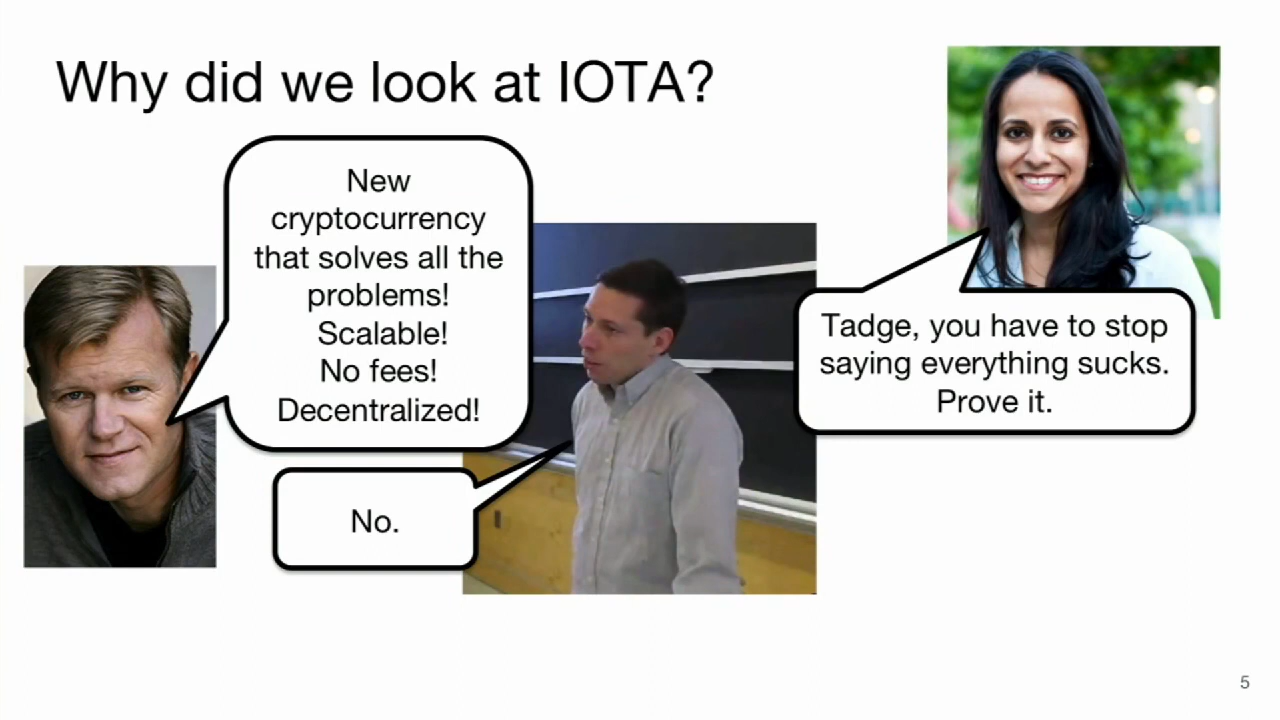 Why did we look at IOTA?
New
cryptocurrency
that solves all the
problems!
Scalable!
No fees!
Decentralized!
No.
Tadge, you have to stop
saying everything sucks.
Prove it.
5